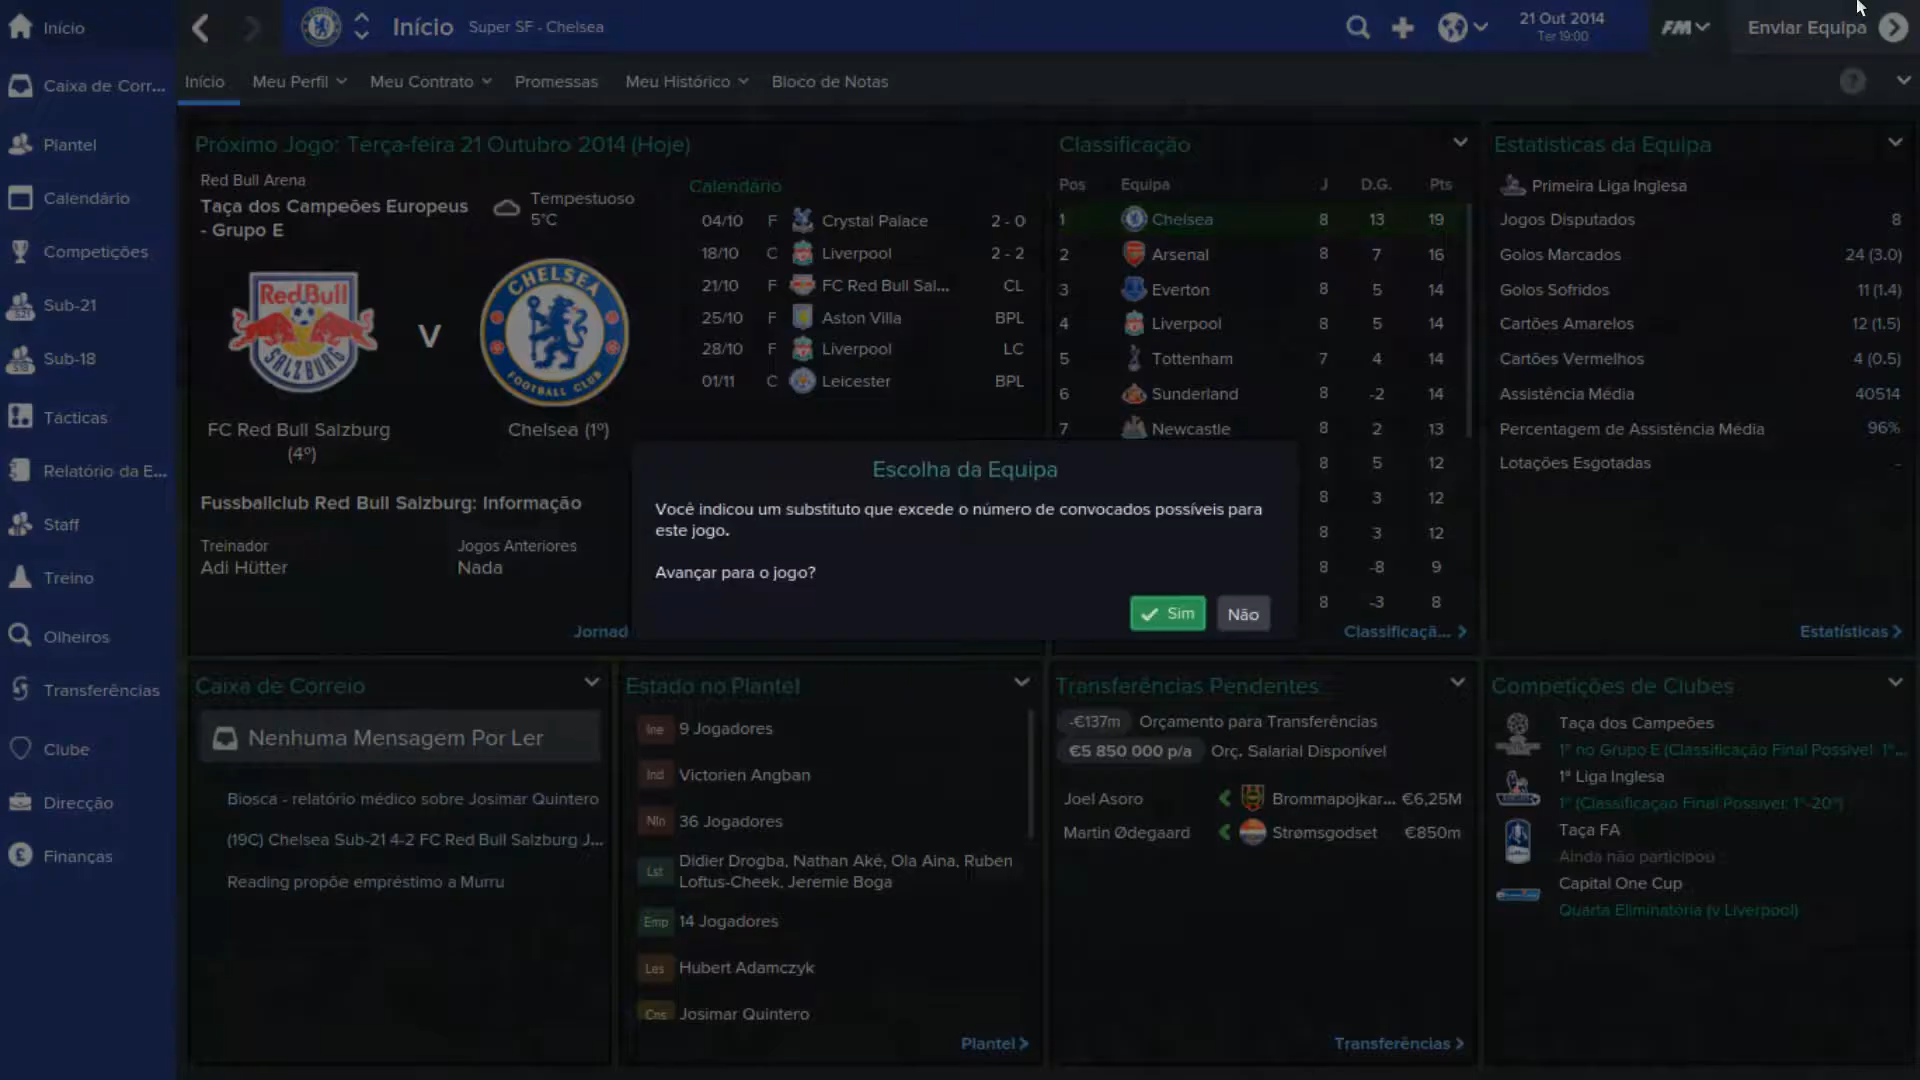 Início
Caixa de Corr...
Plantel
Calendário
Competições
Sub-21
Sub-18
Tácticas
Relatório da E...
Staff
Treino
Olheiros
Transferências
Clube
Direcção
Finanças
Início Super SF - Chelsea
21 Out 2014
Ter 19:00
FM
Enviar Equipa
Início Meu Perfil Meu Contrato Promessas Meu Histórico Bloco de Notas
Próximo Jogo: Terça-feira 21 Outubro 2014 (Hoje)
Red Bull Arena
Taça dos Campeões Europeus
- Grupo E
Tempestuoso
5°C
Red Bull
SALZBURG
V
CHELSEA
FOOTBALL CLUB
FC Red Bull Salzburg
(4º)
Chelsea (1º)
Fussballclub Red Bull Salzburg: Informação
Treinador
Adi Hütter
Jogos Anteriores
Nada
Jornad
Calendário
04/10 F Crystal Palace 2 - 0
18/10 C Liverpool 2 - 2
21/10 F FC Red Bull Sal... CL
25/10 F Aston Villa BPL
28/10 F Liverpool LC
01/11 C Leicester BPL
Classificação
Pos Equipa J D.G. Pts
1 Chelsea 8 13 19
2 Arsenal 8 7 16
3 Everton 8 5 14
4 Liverpool 8 5 14
5 Tottenham 7 4 14
6 Sunderland 8 -2 14
7 Newcastle 8 2 13
8 5 12
8 3 12
8 3 12
8 -8 9
8 -3 8
Classificaçã...
Estatísticas da Equipa
Primeira Liga Inglesa
Jogos Disputados 8
Golos Marcados 24 (3.0)
Golos Sofridos 11 (1.4)
Cartões Amarelos 12 (1.5)
Cartões Vermelhos 4 (0.5)
Assistência Média 40514
Percentagem de Assistência Média 96%
Lotações Esgotadas -
Estatísticas
Escolha da Equipa
Você indicou um substituto que excede o número de convocados possíveis para
este jogo.
Avançar para o jogo?
Sim
Não
Caixa de Correio
Nenhuma Mensagem Por Ler
Biosca - relatório médico sobre Josimar Quintero
(19C) Chelsea Sub-21 4-2 FC Red Bull Salzburg J...
Reading propõe empréstimo a Murru
Estado no Plantel
Ine 9 Jogadores
Ind Victorien Angban
NIn 36 Jogadores
Lst Didier Drogba, Nathan Aké, Ola Aina, Ruben
Loftus-Cheek, Jeremie Boga
Emp 14 Jogadores
Les Hubert Adamczyk
Cns Josimar Quintero
Plantel
Transferências Pendentes
-€137m Orçamento para Transferências
€5 850 000 p/a Orç. Salarial Disponível
Joel Asoro Brommapojkar... €6,25M
Martin Ødegaard Strømsgodset €850m
Transferências
Competições de Clubes
Taça dos Campeões
1º no Grupo E (Classificação Final Possível: 1º...
1ª Liga Inglesa
1º (Classificação Final Possível: 1º-20º)
Taça FA
Ainda não participou
Capital One Cup
Quarta Eliminatória (v Liverpool)